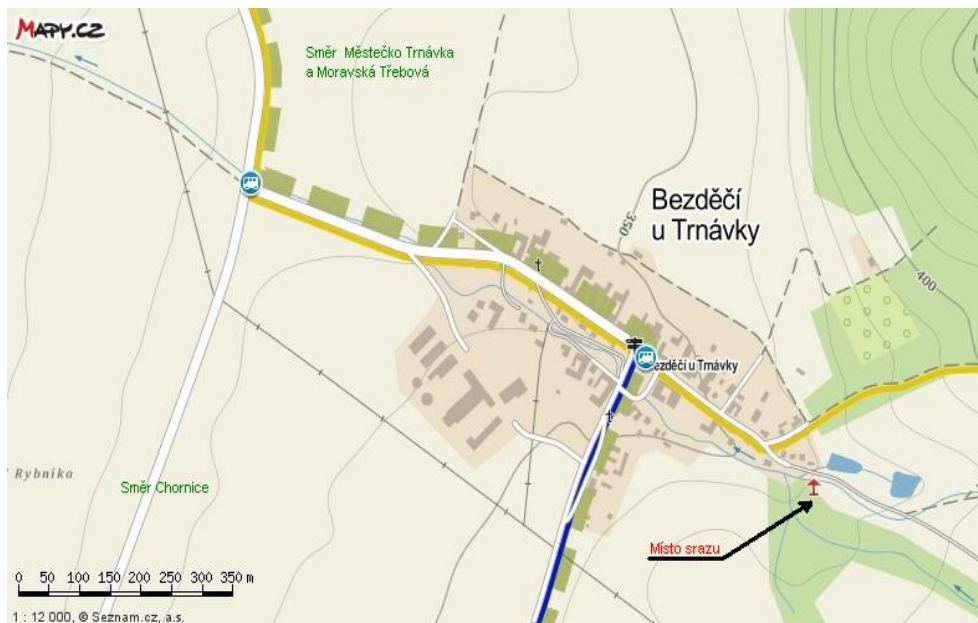 MAPY.CZ
Směr Městečko Trnávka
a Moravská Třebová
Bezděčí
u Trnávky
350
400
Bezděčí u Trnávky
Rybníka
Směr Chornice
Místo srazu
0 50 100 150 200 250 300 350 m
1 : 12 000, © Seznam.cz, a.s.